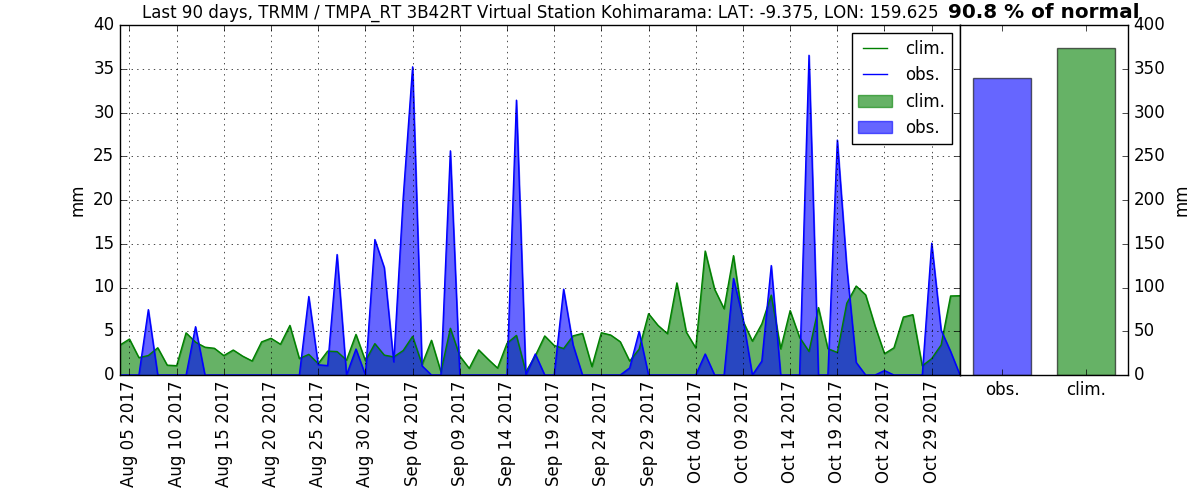 Last 90 days, TRMM / TMPA_RT 3B42RT Virtual Station Kohimarama: LAT: -9.375, LON: 159.625 90.8 % of normal
40
35
30
25
20
15
10
5
0
mm
clim.
obs.
clim.
obs.
400
350
300
250
200
150
100
50
0
mm
Aug 05 2017
Aug 10 2017
Aug 15 2017
Aug 20 2017
Aug 25 2017
Aug 30 2017
Sep 04 2017
Sep 09 2017
Sep 14 2017
Sep 19 2017
Sep 24 2017
Sep 29 2017
Oct 04 2017
Oct 09 2017
Oct 14 2017
Oct 19 2017
Oct 24 2017
Oct 29 2017
obs.
clim.